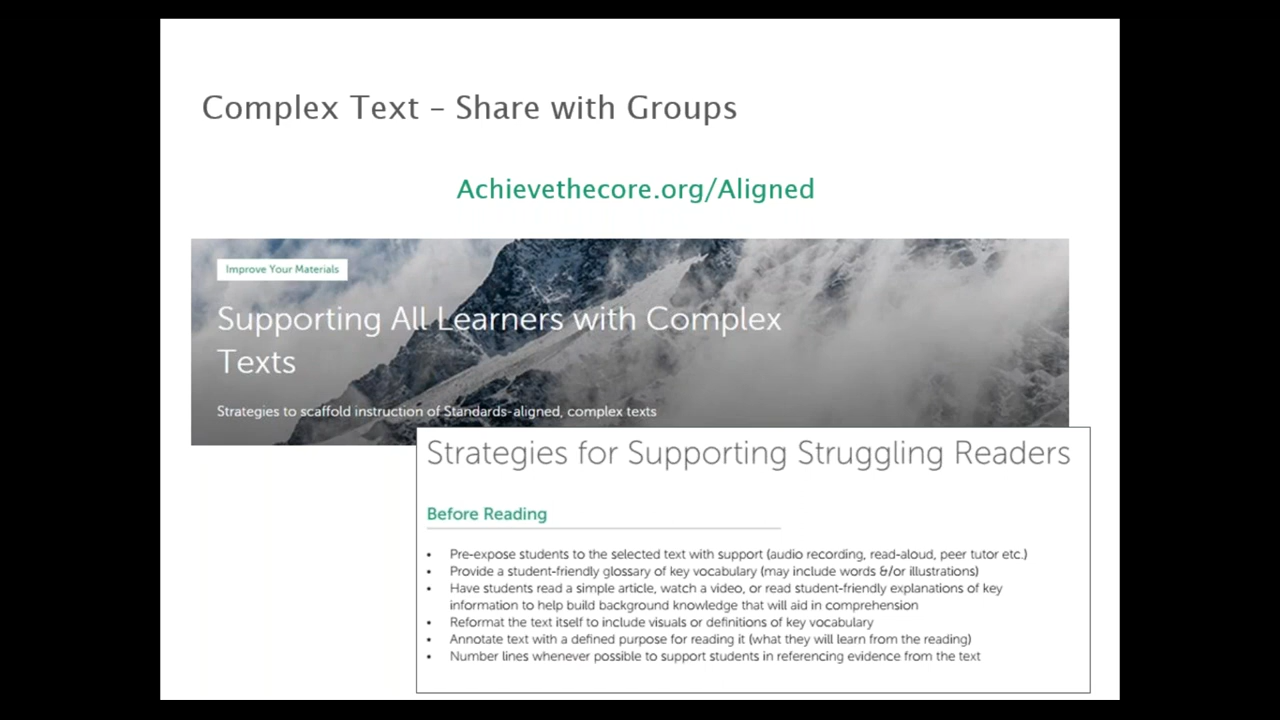 Complex Text – Share with Groups
Achievethecore.org/Aligned
Improve Your Materials
Supporting All Learners with Complex
Texts
Strategies to scaffold instruction of Standards-aligned, complex texts
Strategies for Supporting Struggling Readers
Before Reading
• Pre-expose students to the selected text with support (audio recording, read-aloud, peer tutor etc.)
• Provide a student-friendly glossary of key vocabulary (may include words &/or illustrations)
• Have students read a simple article, watch a video, or read student-friendly explanations of key
information to help build background knowledge that will aid in comprehension
• Reformat the text itself to include visuals or definitions of key vocabulary
• Annotate text with a defined purpose for reading it (what they will learn from the reading)
• Number lines whenever possible to support students in referencing evidence from the text